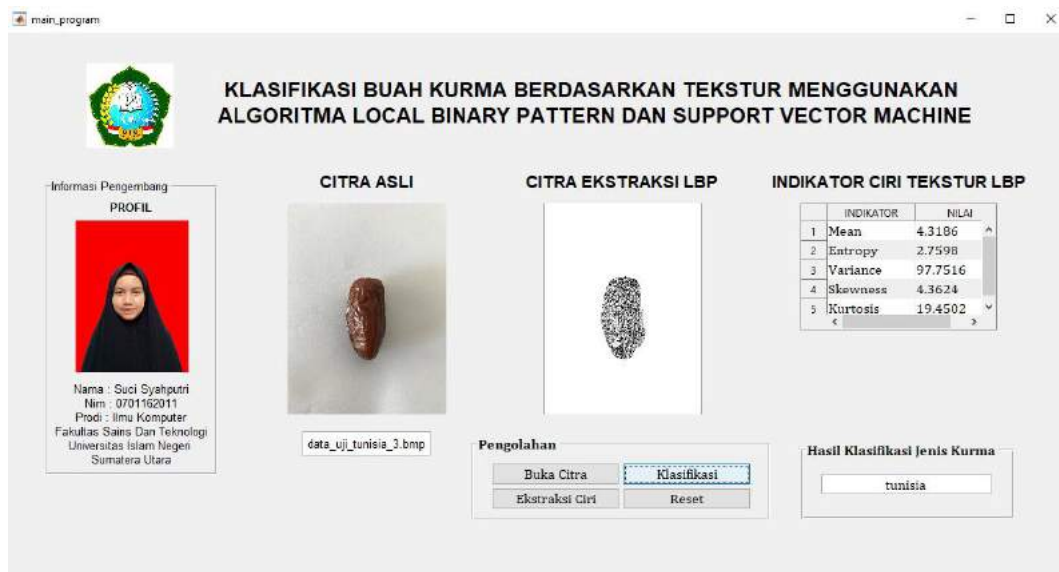 main_program
KLASIFIKASI BUAH KURMA BERDASARKAN TEKSTUR MENGGUNAKAN
ALGORITMA LOCAL BINARY PATTERN DAN SUPPORT VECTOR MACHINE
Informasi Pengembang
PROFIL
Nama : Suci Syahputri
Nim : 0701162011
Prodi : Ilmu Komputer
Fakultas Sains Dan Teknologi
Universitas Islam Negeri
Sumatera Utara
CITRA ASLI
data_uji_tunisia_3.bmp
CITRA EKSTRAKSI LBP
Pengolahan
Buka Citra Klasifikasi
Ekstraksi Ciri Reset
INDIKATOR CIRI TEKSTUR LBP
INDIKATOR NILAI
1 Mean 4.3186
2 Entropy 2.7598
3 Variance 97.7516
4 Skewness 4.3624
5 Kurtosis 19.4502
Hasil Klasifikasi Jenis Kurma
tunisia